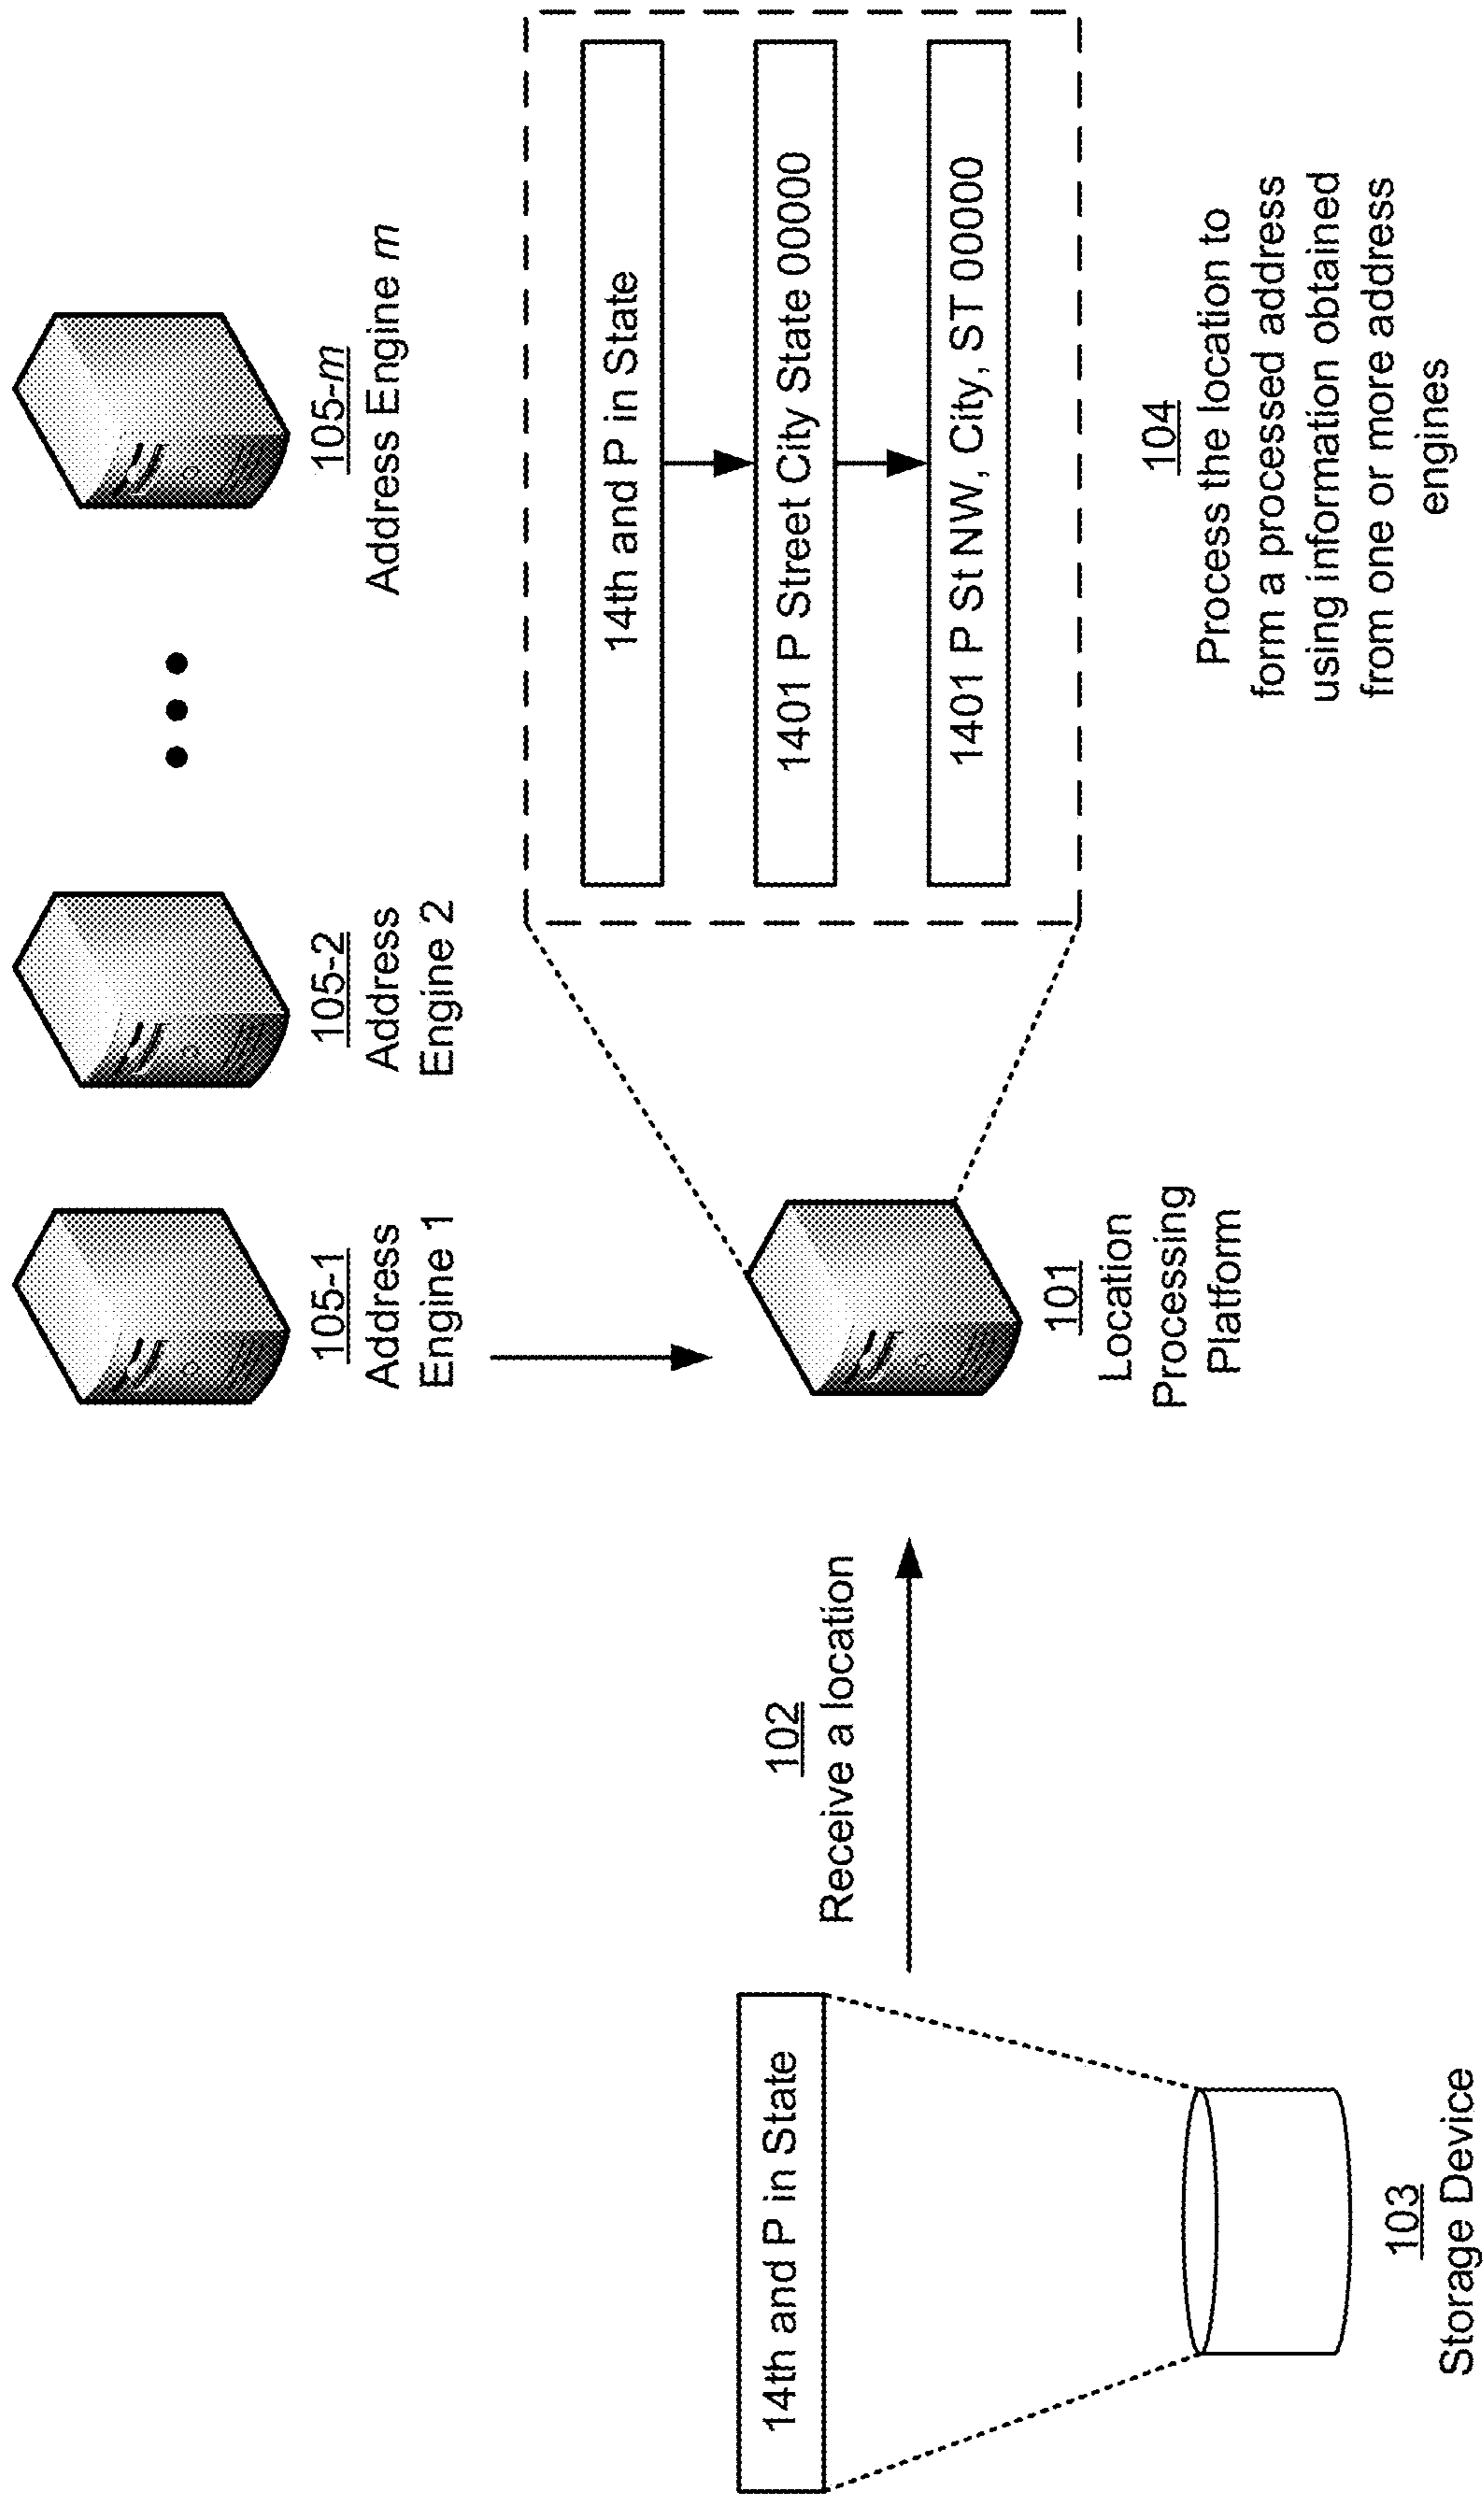 105-1
Address
Engine 1
105-2
Address
Engine 2
105-m
Address Engine m
14th and P in State
103
Storage Device
102
Receive a location
101
Location
Processing
Platform
14th and P in State
1401 P Street City State 00000
1401 P St NW, City, ST 00000
104
Process the location to
form a processed address
using information obtained
from one or more address
engines